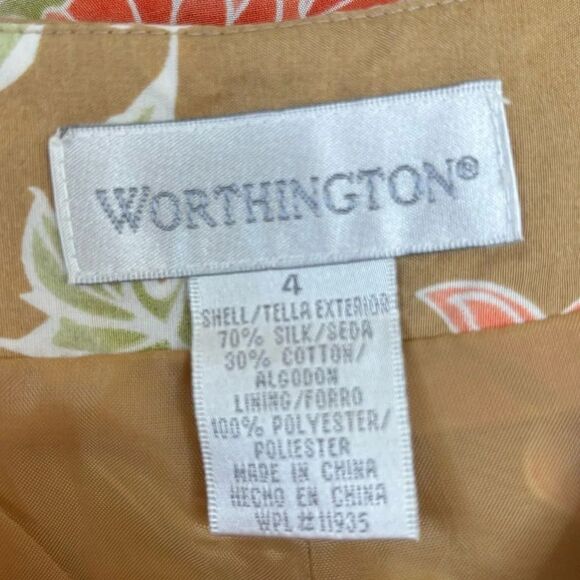 WORTHINGTON®
4
SHELL/TELLA EXTERIOR
70% SILK/SEDA
30% COTTON/
ALGODON
LINING/FORRO
100% POLYESTER/
POLIESTER
MADE IN CHINA
HECHO EN CHINA
WPL #11935